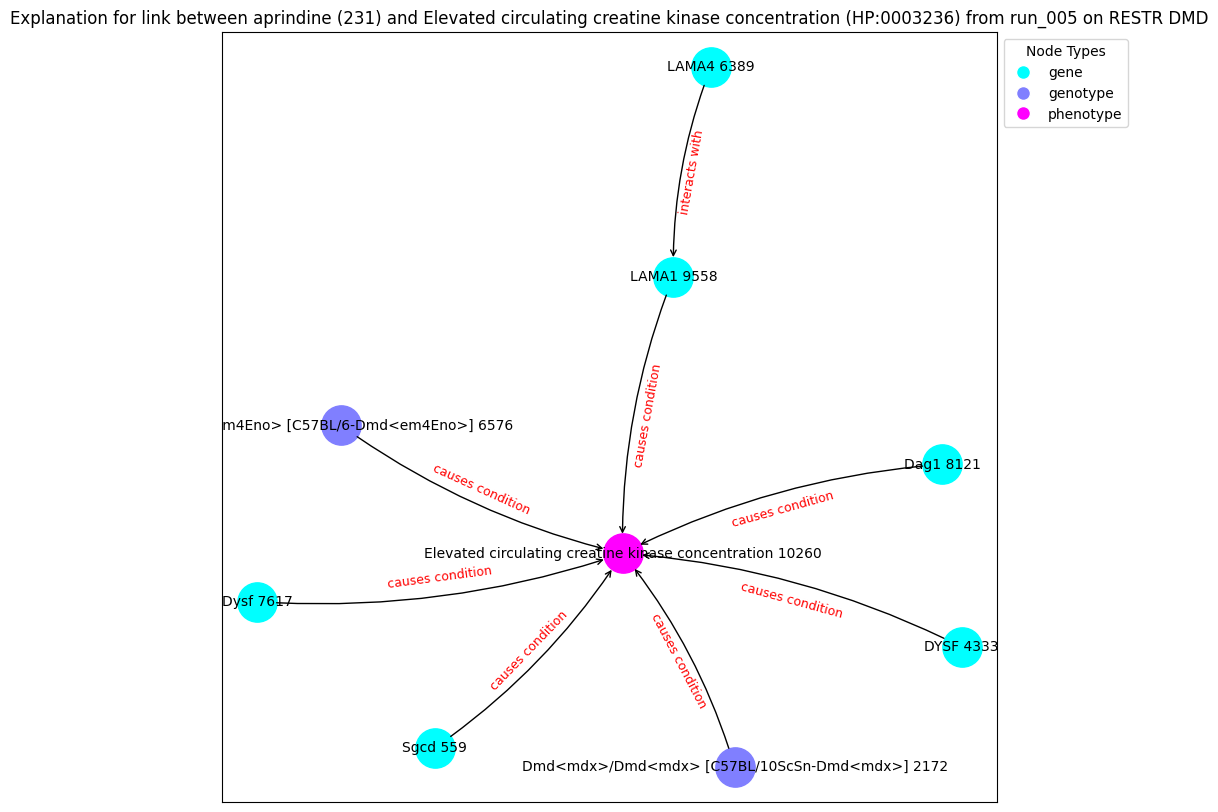 Explanation for link between aprindine (231) and Elevated circulating creatine kinase concentration (HP:0003236) from run_005 on RESTR DMD
Node Types
gene
genotype
phenotype
LAMA4 6389
interacts with
LAMA1 9558
causes condition
m4Eno> [C57BL/6-Dmd<em4Eno>] 6576
causes condition
Dag1 8121
causes condition
Elevated circulating creatine kinase concentration 10260
Dysf 7617
causes condition
causes condition
DYSF 4333
causes condition
causes condition
Sgcd 559
Dmd<mdx>/Dmd<mdx> [C57BL/10ScSn-Dmd<mdx>] 2172